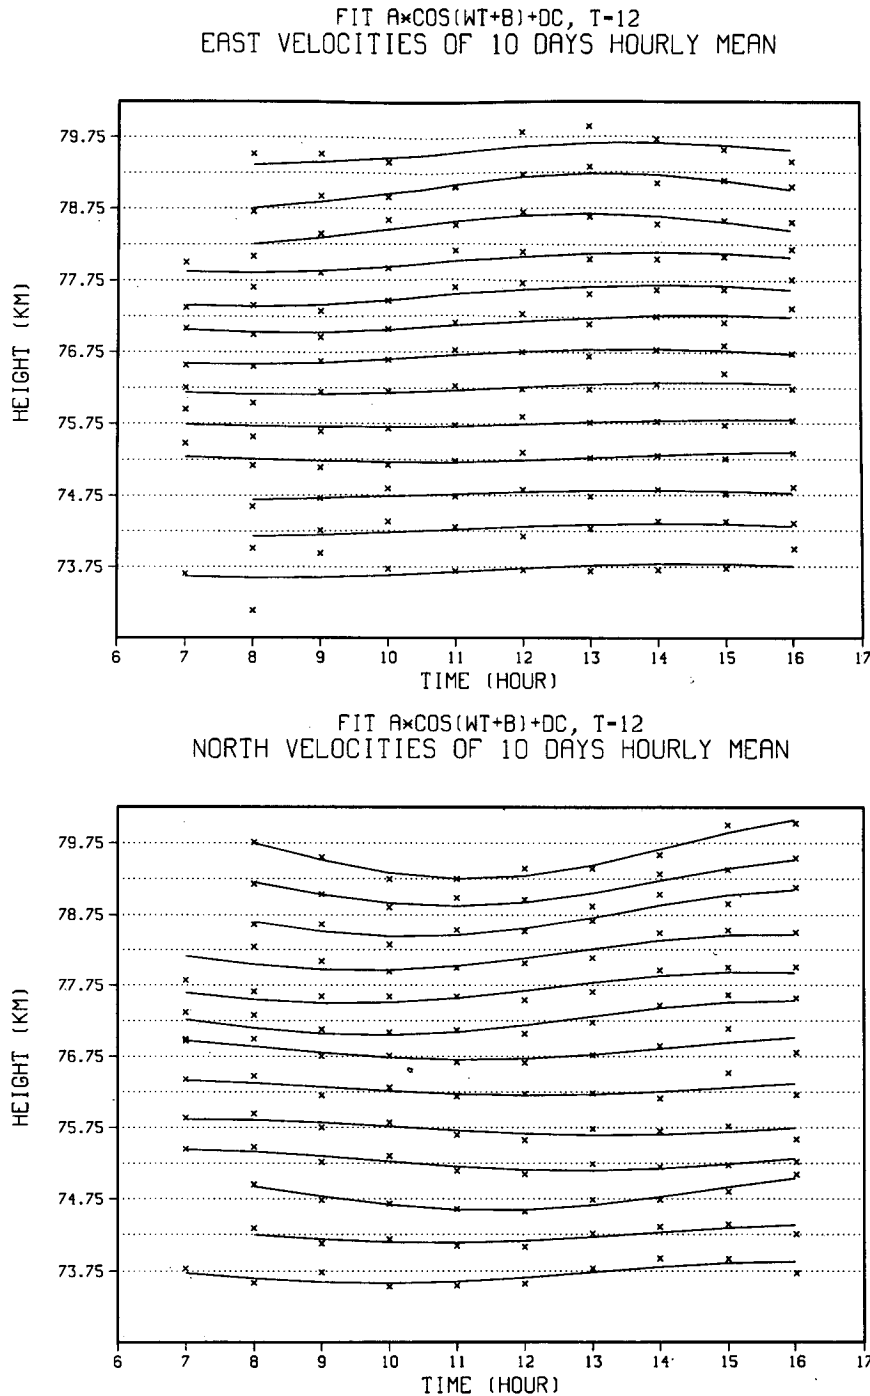 FIT A*COS(WT+B)+DC, T-12
EAST VELOCITIES OF 10 DAYS HOURLY MEAN
79.75
78.75
77.75
76.75
75.75
74.75
73.75
HEIGHT (KM)
6 7 8 9 10 11 12 13 14 15 16 17
TIME (HOUR)
FIT A*COS(WT+B)+DC, T-12
NORTH VELOCITIES OF 10 DAYS HOURLY MEAN
79.75
78.75
77.75
76.75
75.75
74.75
73.75
HEIGHT (KM)
6 7 8 9 10 11 12 13 14 15 16 17
TIME (HOUR)